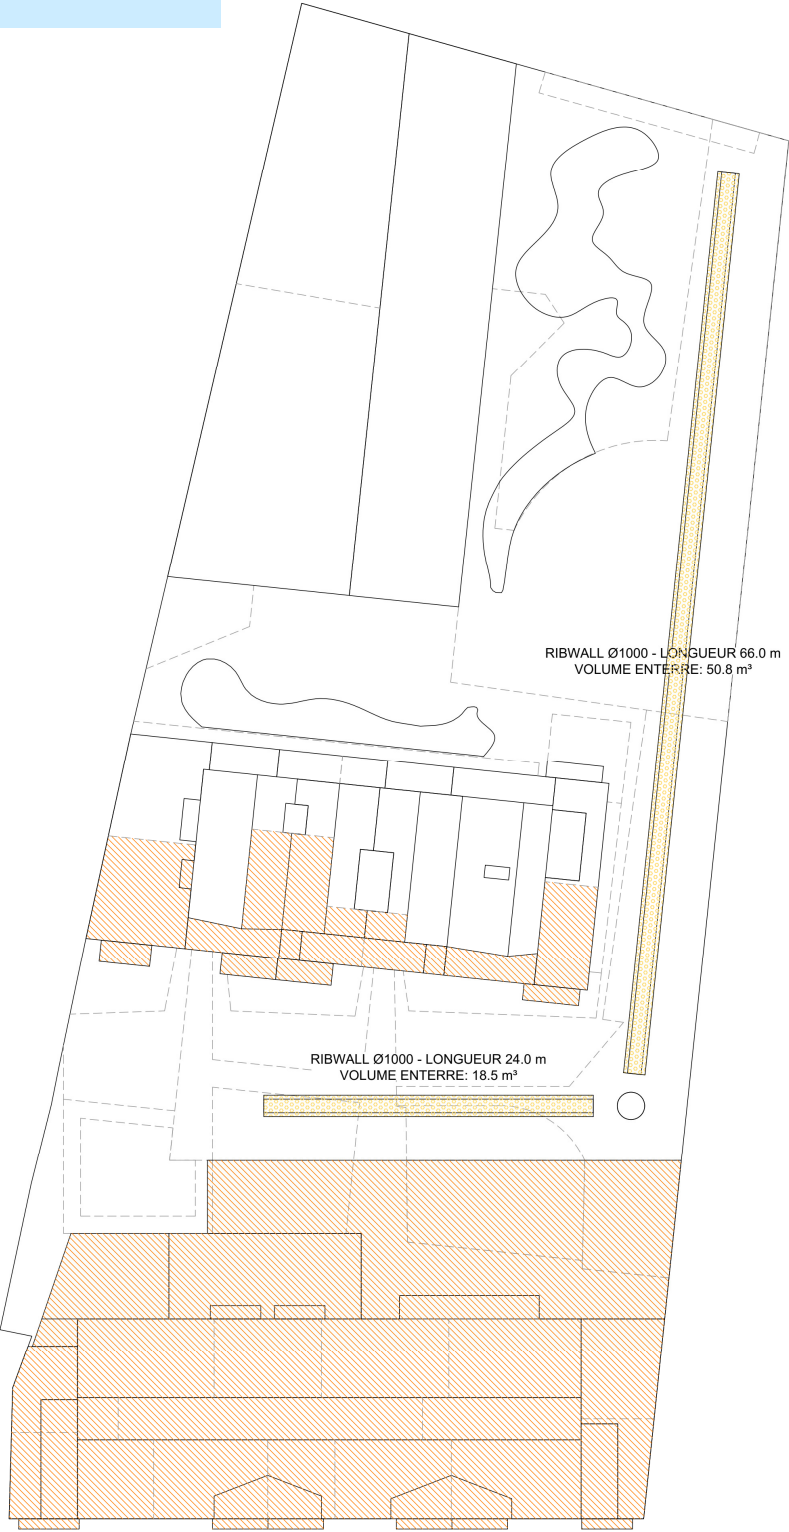 RIBWALL Ø1000 - LONGUEUR 66.0 m
VOLUME ENTERRE: 50.8 m³
RIBWALL Ø1000 - LONGUEUR 24.0 m
VOLUME ENTERRE: 18.5 m³